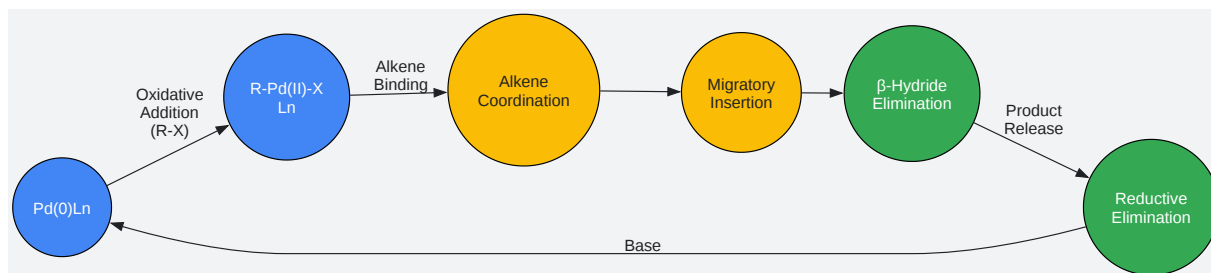 Pd(0)Ln
Oxidative
Addition
(R-X)
R-Pd(II)-X
Ln
Alkene
Binding
Alkene
Coordination
Migratory
Insertion
β-Hydride
Elimination
Product
Release
Reductive
Elimination
Base